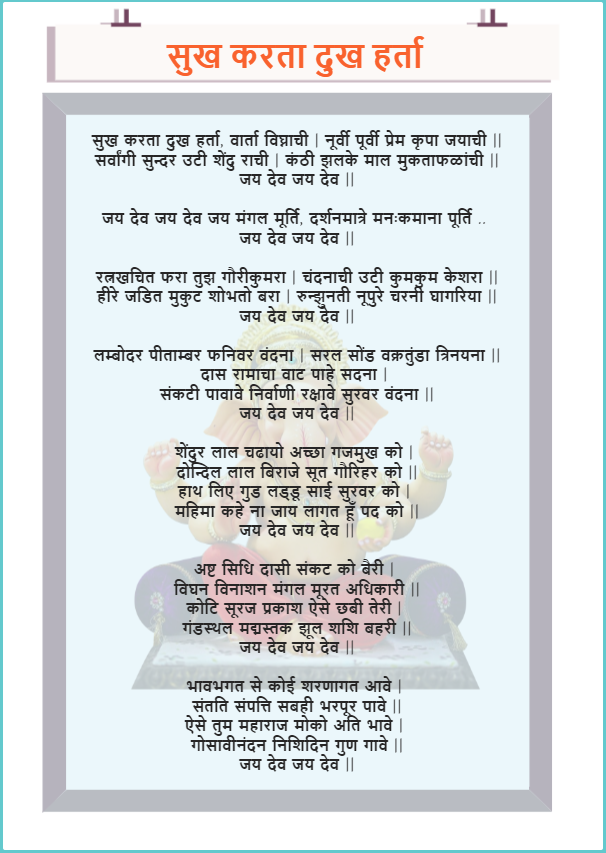 सुख करता दुख हर्ता
सुख करता दुख हर्ता, वार्ता विघ्नाची | नूर्वी पूर्वी प्रेम कृपा जयाची ||
सर्वांगी सुन्दर उटी शेंदु राची | कंठी झलके माल मुकताफळांची ||
जय देव जय देव ||
जय देव जय देव जय मंगल मूर्ति, दर्शनमात्रे मनःकमाना पूर्ति ..
जय देव जय देव ||
रत्नखचित फरा तुझ गौरीकुमरा | चंदनाची उटी कुमकुम केशरा ||
हीरे जडित मुकुट शोभतो बरा | रुन्झुनती नूपुरे चरनी घागरिया ||
जय देव जय देव ||
लम्बोदर पीताम्बर फनिवर वंदना | सरल सोंड वक्रतुंडा त्रिनयना ||
दास रामाचा वाट पाहे सदना |
संकटी पावावे निर्वाणी रक्षावे सुरवर वंदना ||
जय देव जय देव ||
शेंदुर लाल चढायो अच्छा गजमुख को |
दोन्दिल लाल बिराजे सूत गौरिहर को ||
हाथ लिए गुड लड्डू साई सुरवर को |
महिमा कहे ना जाय लागत हूँ पद को ||
जय देव जय देव ||
अष्ट सिधि दासी संकट को बैरी |
विघन विनाशन मंगल मूरत अधिकारी ||
कोटि सूरज प्रकाश ऐसे छबी तेरी |
गंडस्थल मद्मस्तक झूल शशि बहरी ||
जय देव जय देव ||
भावभगत से कोई शरणागत आवे |
संतति संपत्ति सबही भरपूर पावे ||
ऐसे तुम महाराज मोको अति भावे |
गोसावीनंदन निशिदिन गुण गावे ||
जय देव जय देव ||